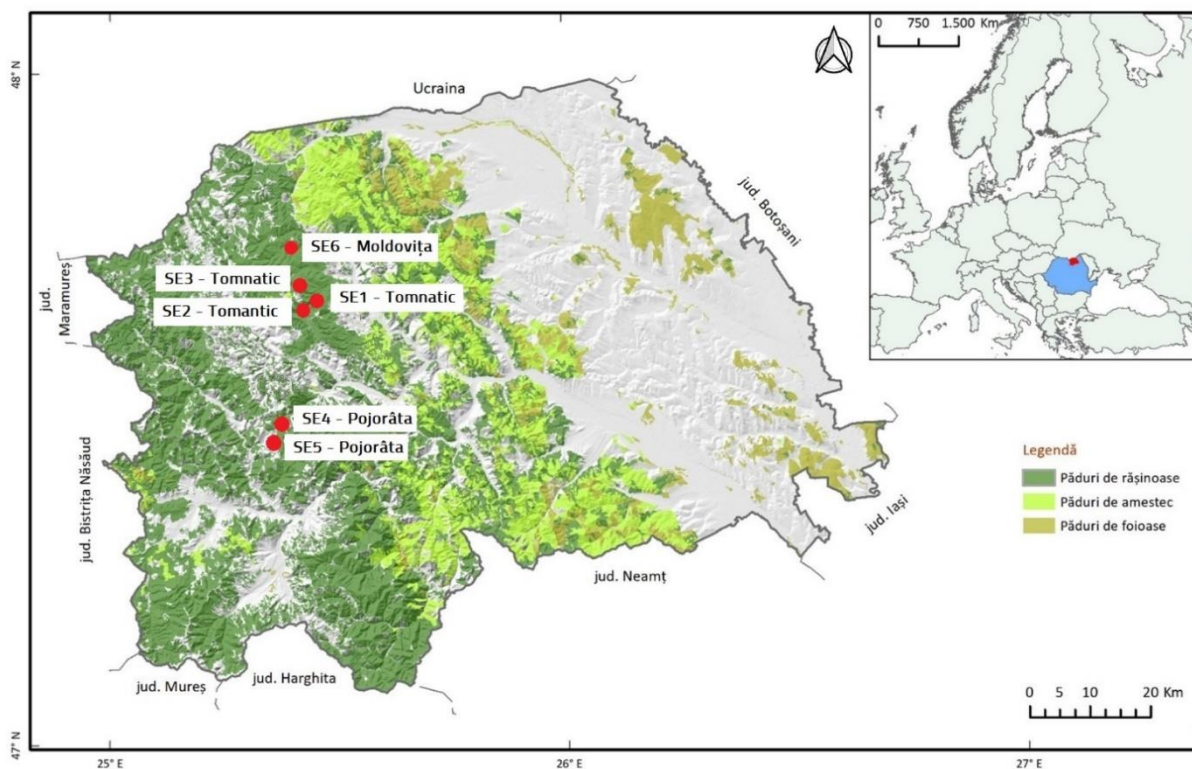 0 750 1.500 Km
48° N
Ucraina
jud. Botoșani
SE6 - Moldovița
SE3 - Tomnatic
SE1 - Tomnatic
SE2 - Tomantic
jud.
Maramureș
SE4 - Pojorâta
SE5 - Pojorâta
jud. Bistrița Năsăud
Legendă
Păduri de rășinoase
Păduri de amestec
Păduri de foioase
jud. Iași
jud. Neamț
jud. Harghita
jud. Mureș
0 5 10 20 Km
47° N
25° E
26° E
27° E